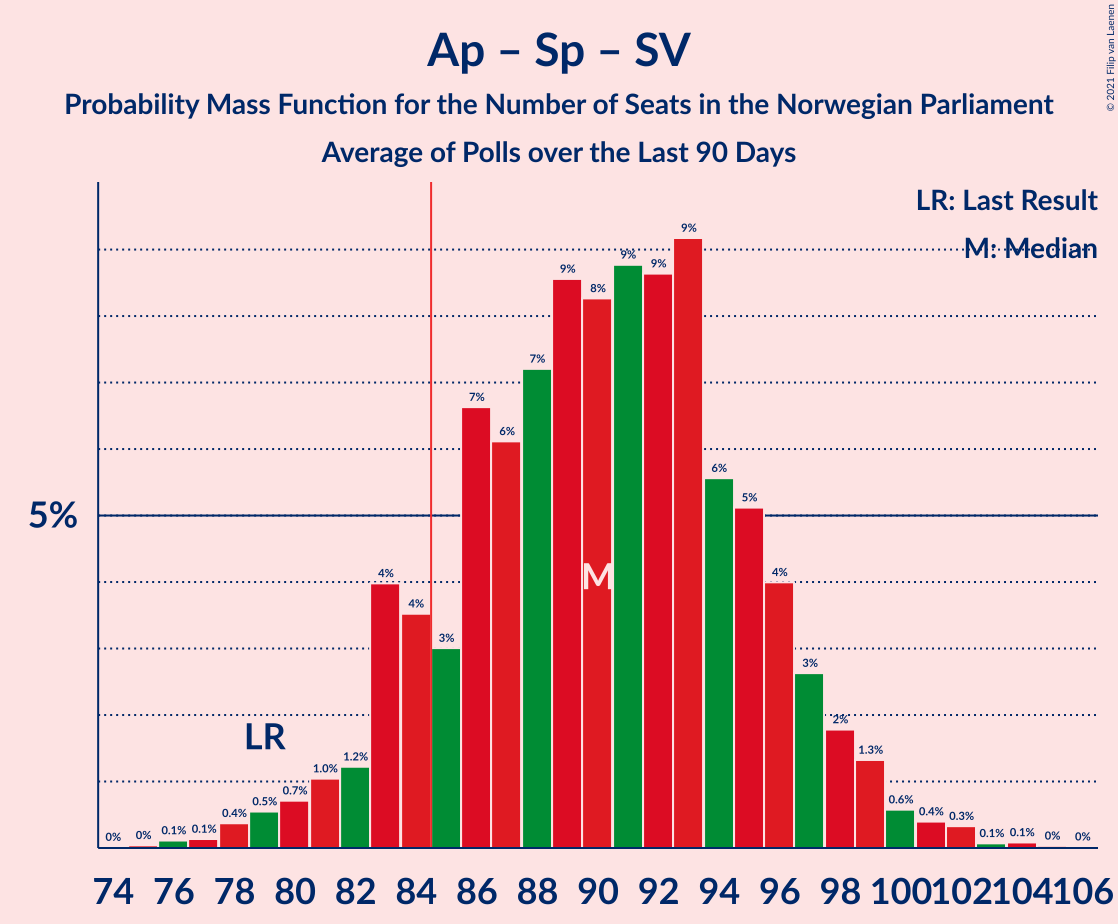 Ap – Sp – SV
Probability Mass Function for the Number of Seats in the Norwegian Parliament
Average of Polls over the Last 90 Days
© 2021 Filip van Laenen
LR: Last Result
M: Median
5%
0% 0% 0.1% 0.1% 0.4% 0.5% 0.7% 1.0% 1.2% 4% 4% 3% 7% 6% 7% 9% 8% 9% 9% 9% 6% 5% 4% 3% 2% 1.3% 0.6% 0.4% 0.3% 0.1% 0.1% 0% 0%
LR
M
74 76 78 80 82 84 86 88 90 92 94 96 98 100 102 104 106